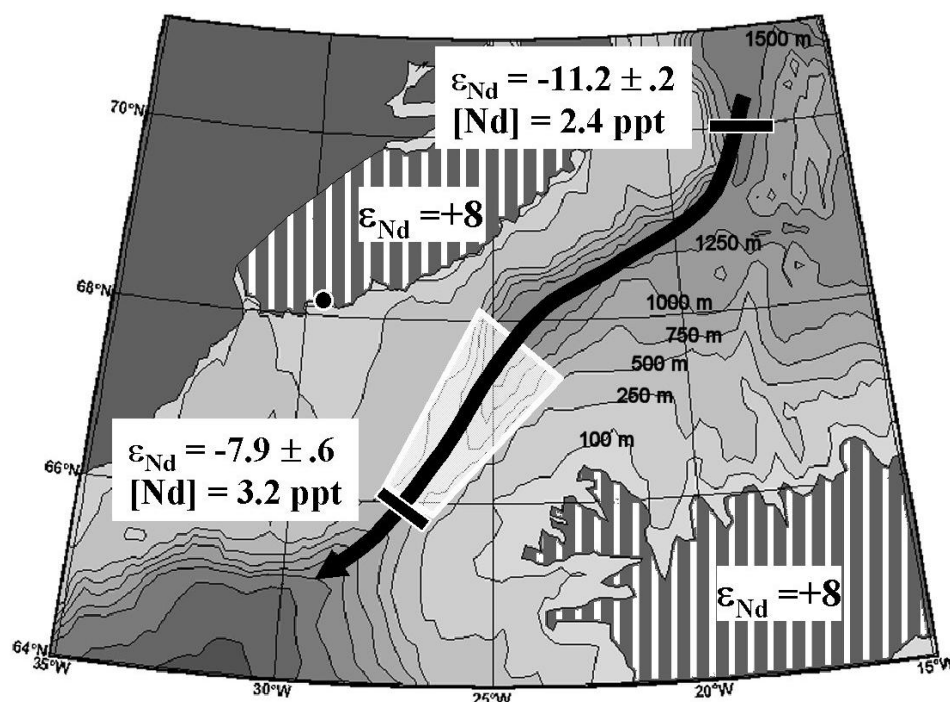 1500 m
εNd = -11.2 ± .2
[Nd] = 2.4 ppt
70°N
εNd =+8
1250 m
68°N
1000 m
750 m
500 m
250 m
100 m
εNd = -7.9 ± .6
[Nd] = 3.2 ppt
66°N
εNd =+8
64°N
35°W
30°W
25°W
20°W
15°W